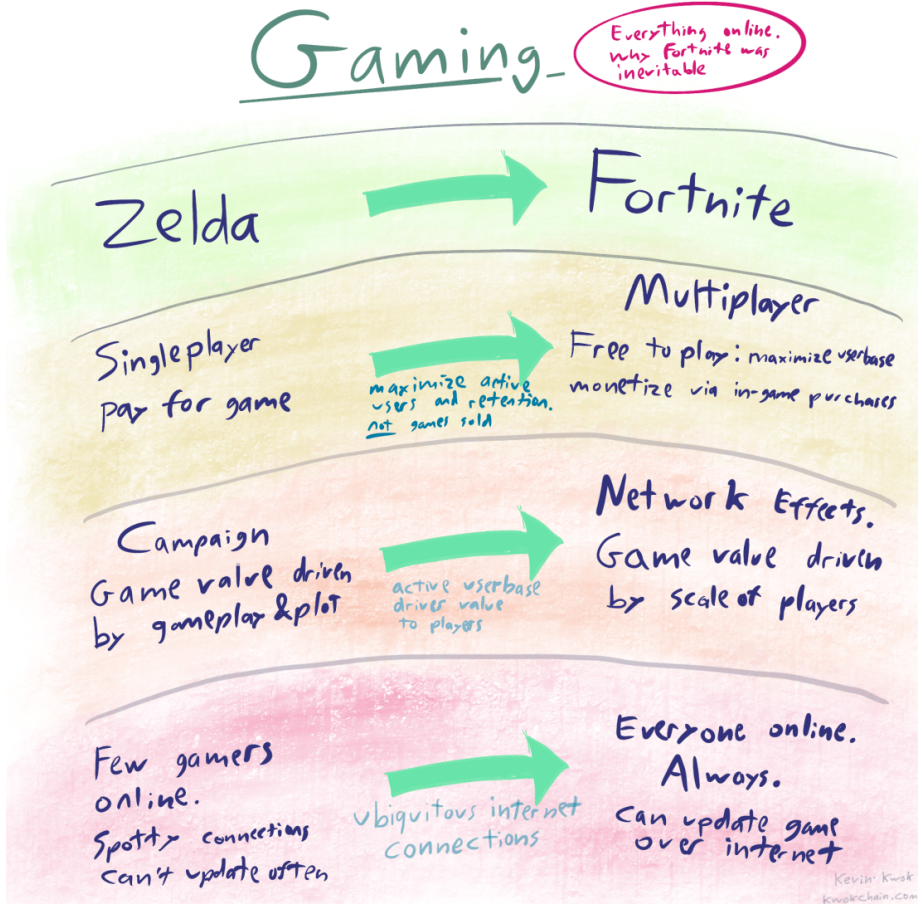 Gaming
Everything online.
Why Fortnite was
inevitable
Zelda
Fortnite
Singleplayer
pay for game
maximize active
users and retention.
not games sold
Multiplayer
Free to play: maximize userbase
monetize via in-game purchases
Campaign
Game value driven
by gameplay & plot
active userbase
driver value
to players
Network Effects.
Game value driven
by scale of players
Few gamers
online.
Spotty connections
can't update often
ubiquitous internet
connections
Everyone online.
Always.
can update game
over internet
Kevin Kwok
kwokchain.com